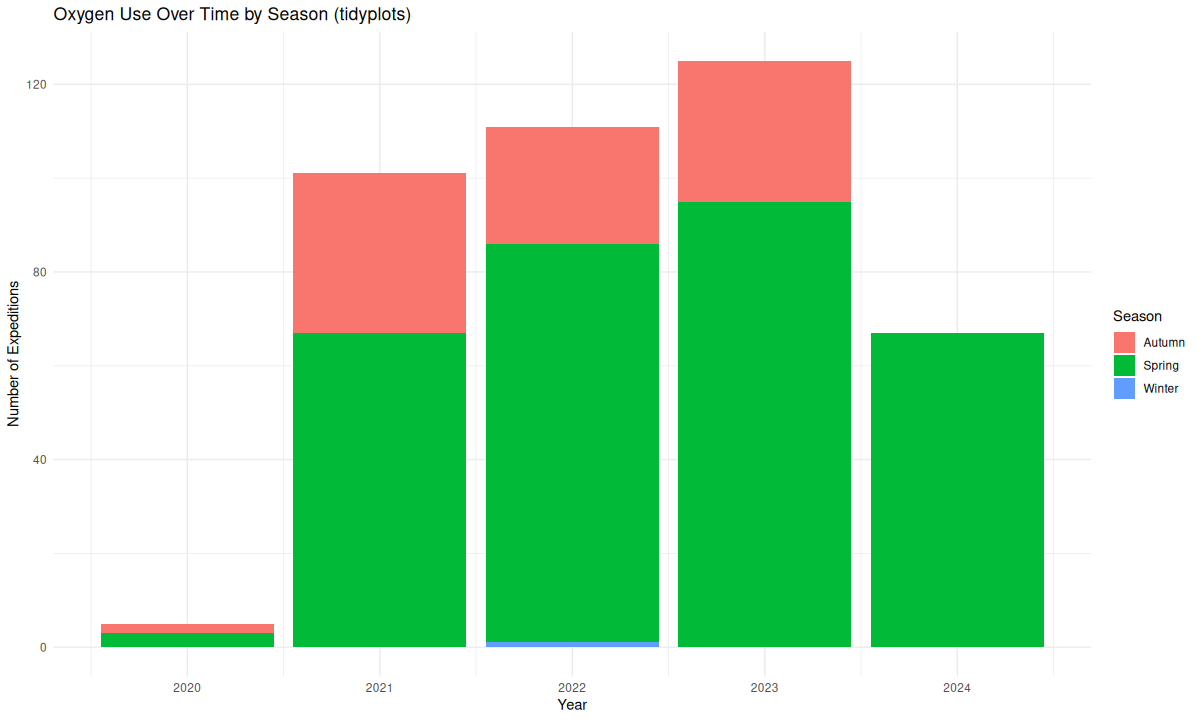 Oxygen Use Over Time by Season (tidyplots)
120
80
40
0
Number of Expeditions
2020 2021 2022 2023 2024
Year
Season
Autumn
Spring
Winter